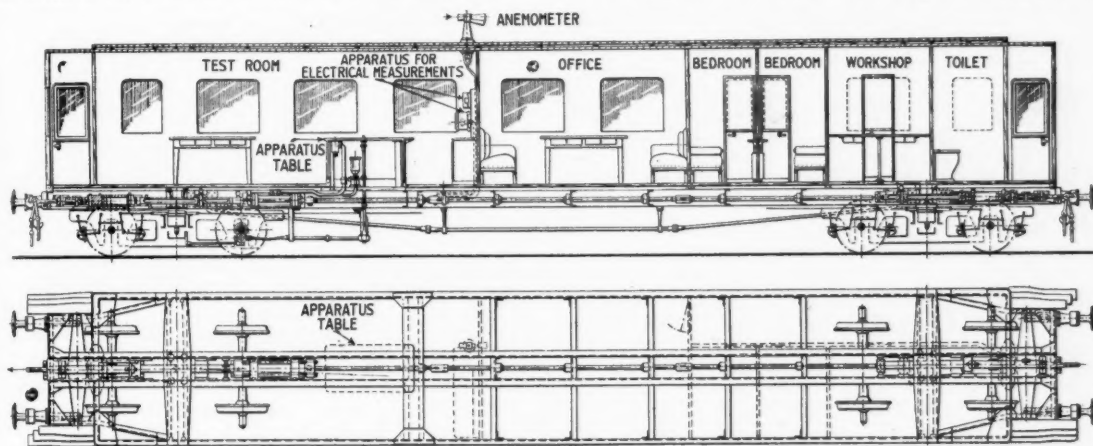 ANEMOMETER
TEST ROOM
APPARATUS FOR
ELECTRICAL MEASUREMENTS
OFFICE
BEDROOM
BEDROOM
WORKSHOP
TOILET
APPARATUS
TABLE
APPARATUS
TABLE